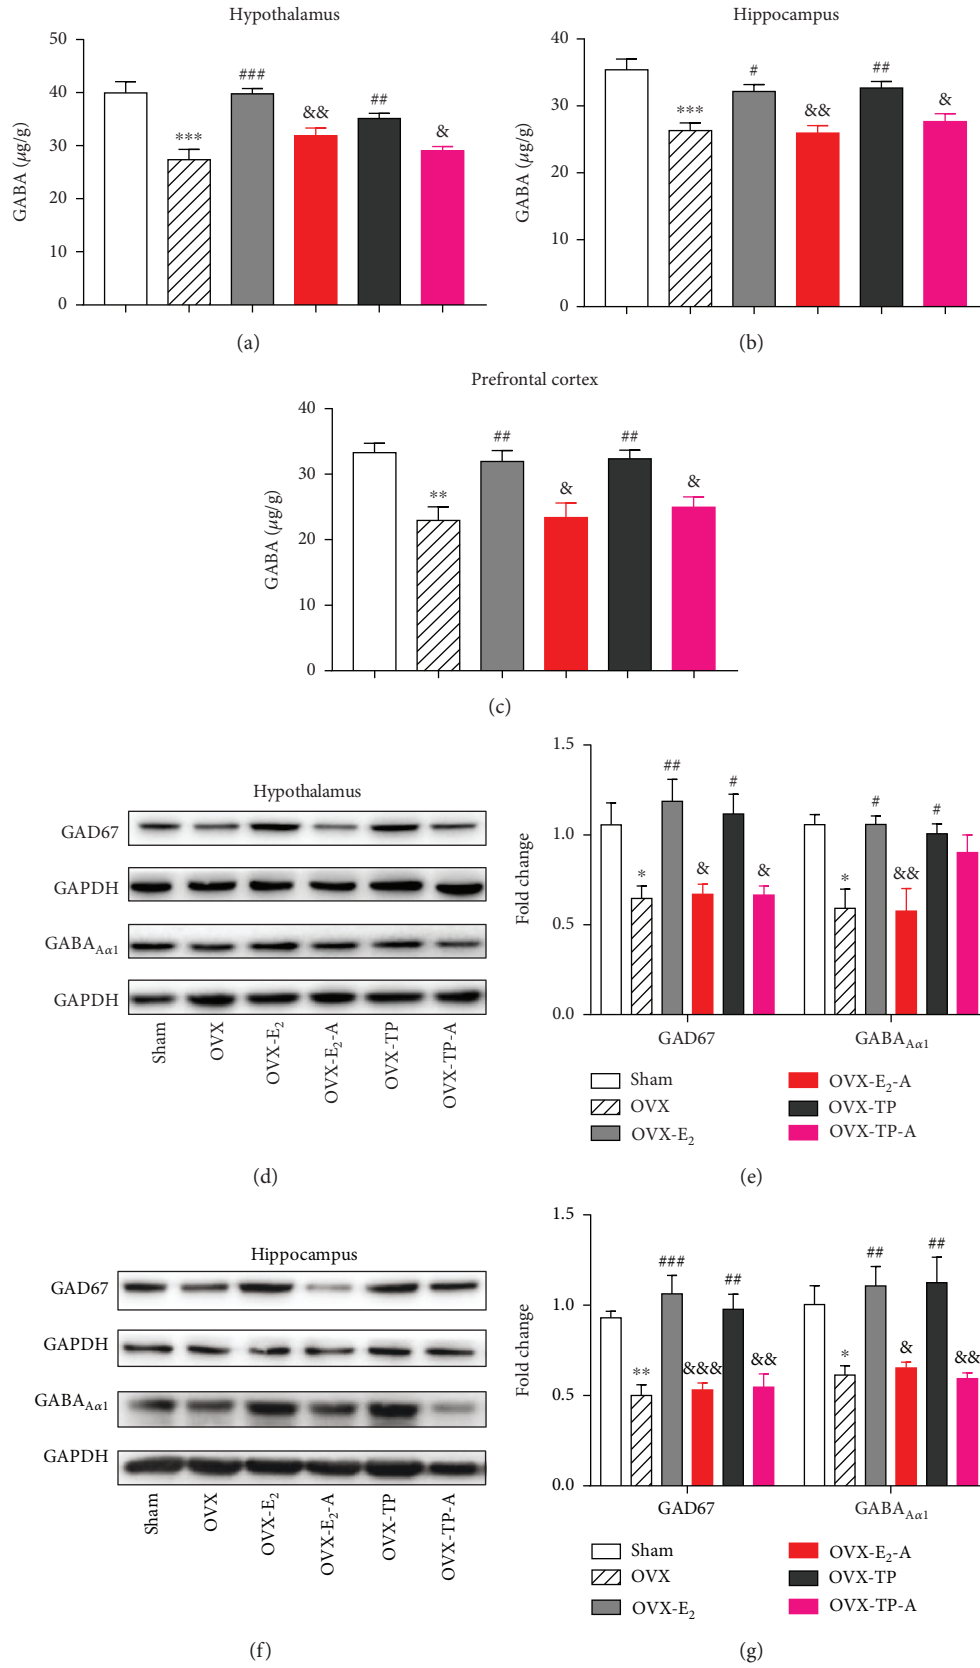 Hypothalamus
GABA (μg/g)
50
40
30
20
10
0
***
###
&&
##
&
(a)
Hippocampus
GABA (μg/g)
40
30
20
10
0
***
#
&&
##
&
(b)
Prefrontal cortex
GABA (μg/g)
40
30
20
10
0
**
##
&
##
&
(c)
Hypothalamus
GAD67
GAPDH
GABA_Aα1
GAPDH
Sham
OVX
OVX-E₂
OVX-E₂-A
OVX-TP
OVX-TP-A
(d)
Fold change
1.5
1.0
0.5
0.0
*
##
&
#
&
*
#
&&
#
GAD67
GABA_Aα1
Sham
OVX
OVX-E₂
OVX-E₂-A
OVX-TP
OVX-TP-A
(e)
Hippocampus
GAD67
GAPDH
GABA_Aα1
GAPDH
Sham
OVX
OVX-E₂
OVX-E₂-A
OVX-TP
OVX-TP-A
(f)
Fold change
1.5
1.0
0.5
0.0
**
###
&&&
##
&&
*
##
&
##
&&
GAD67
GABA_Aα1
Sham
OVX
OVX-E₂
OVX-E₂-A
OVX-TP
OVX-TP-A
(g)